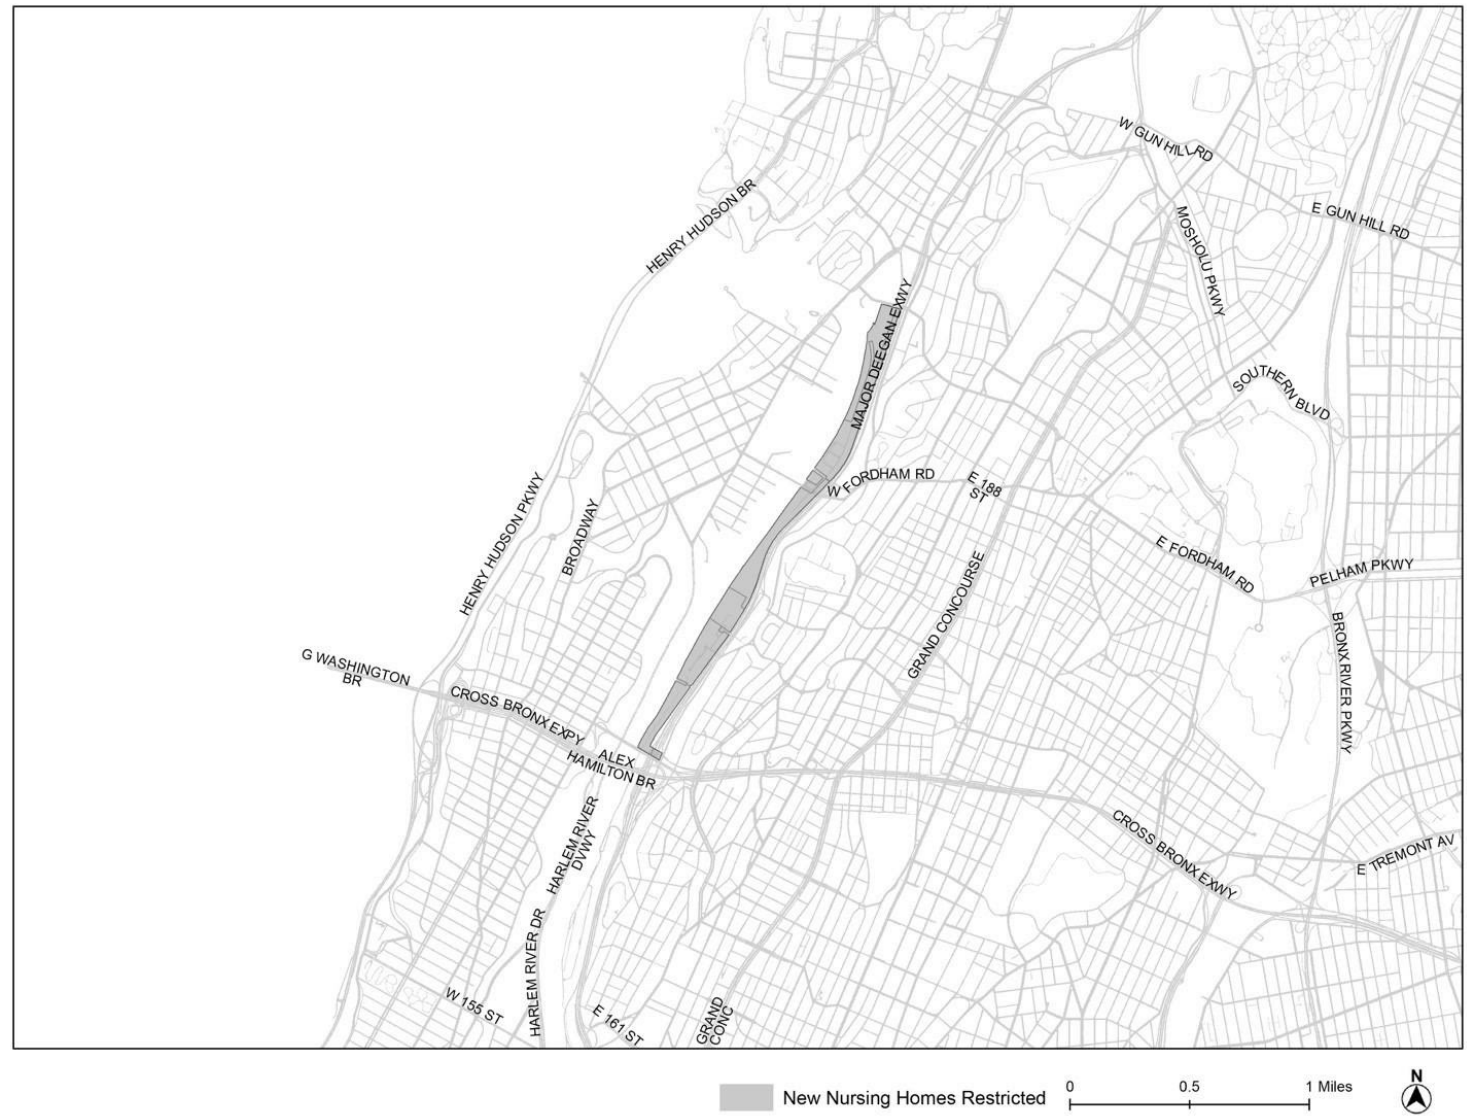 W GUN HILL RD
E GUN HILL RD
HENRY HUDSON BR
MOSHOLU PKWY
MAJOR DEEGAN EXWY
SOUTHERN BLVD
W FORDHAM RD
E 188
ST
HENRY HUDSON PKWY
BROADWAY
E FORDHAM RD
PELHAM PKWY
GRAND CONCOURSE
BRONX RIVER PKWY
G WASHINGTON
BR
CROSS BRONX EXPY
ALEX
HAMILTON BR
HARLEM RIVER
DVWY
CROSS BRONX EXWY
E TREMONT AV
HARLEM RIVER DR
W 155 ST
E 161 ST
GRAND
CONC
New Nursing Homes Restricted
0 0.5 1 Miles
N